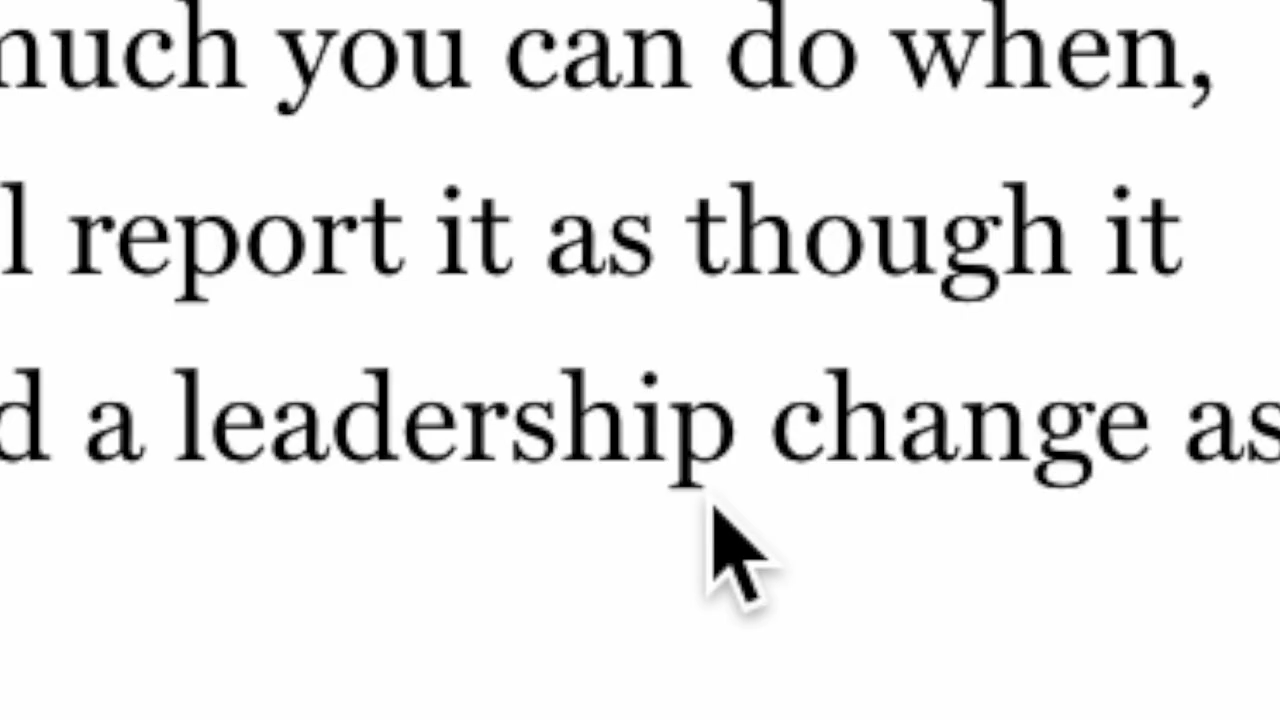 much you can do when,
l report it as though it
d a leadership change as